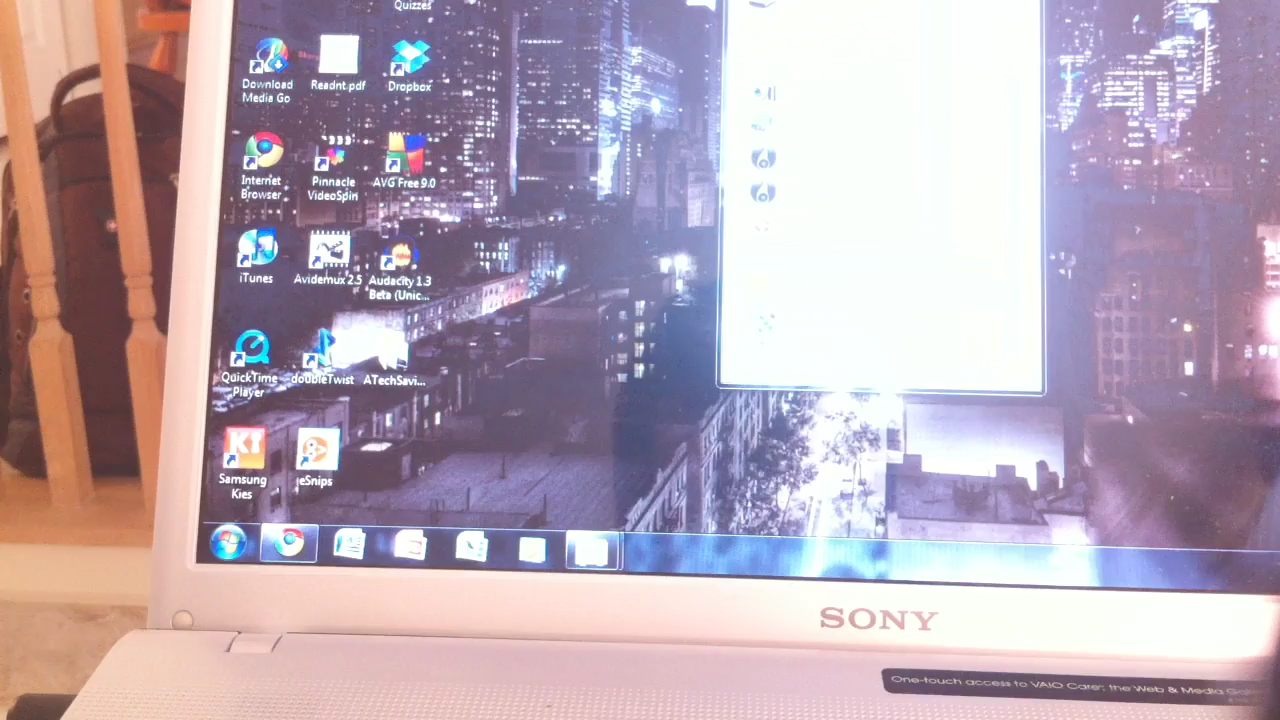 Quizzes
Download
Media Go
Readnt.pdf
Dropbox
Internet
Browser
Pinnacle
VideoSpin
AVG Free 9.0
iTunes
Avidemux 2.5
Audacity 1.3
Beta (Unic...
QuickTime
Player
doubleTwist
ATechSavi...
KI
Samsung
Kies
eSnips
SONY
One-touch access to VAIO Care, the Web & Media